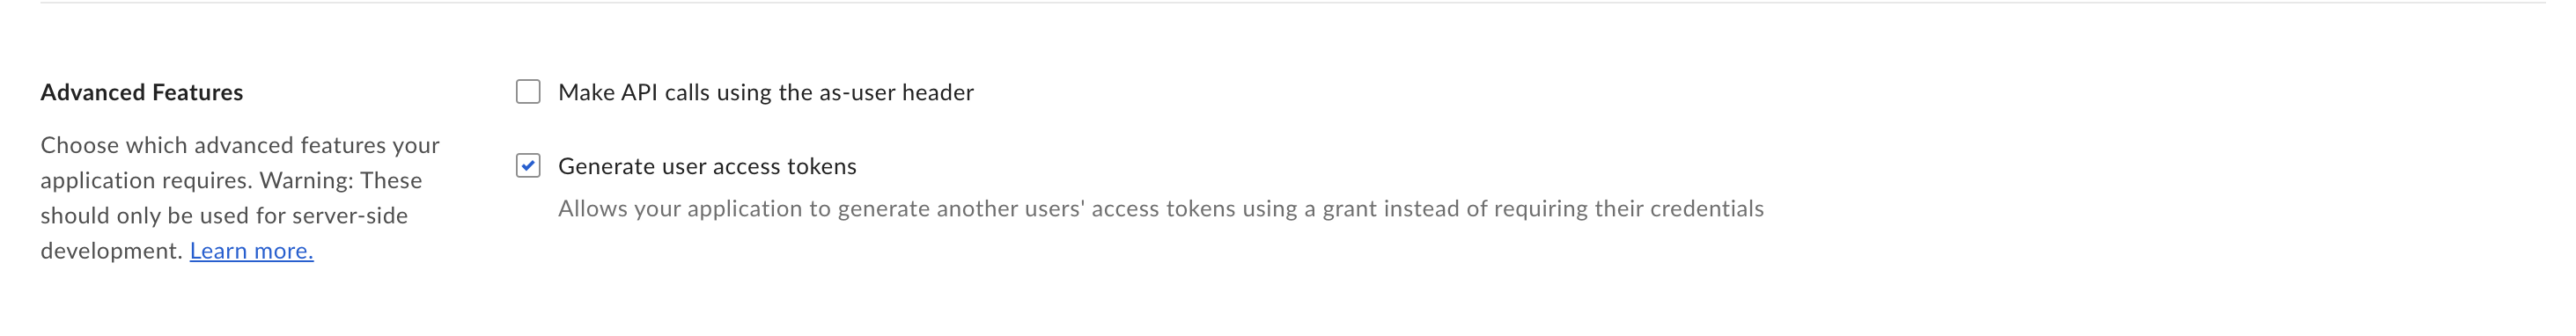 Advanced Features
Choose which advanced features your
application requires. Warning: These
should only be used for server-side
development. Learn more.
Make API calls using the as-user header
Generate user access tokens
Allows your application to generate another users' access tokens using a grant instead of requiring their credentials